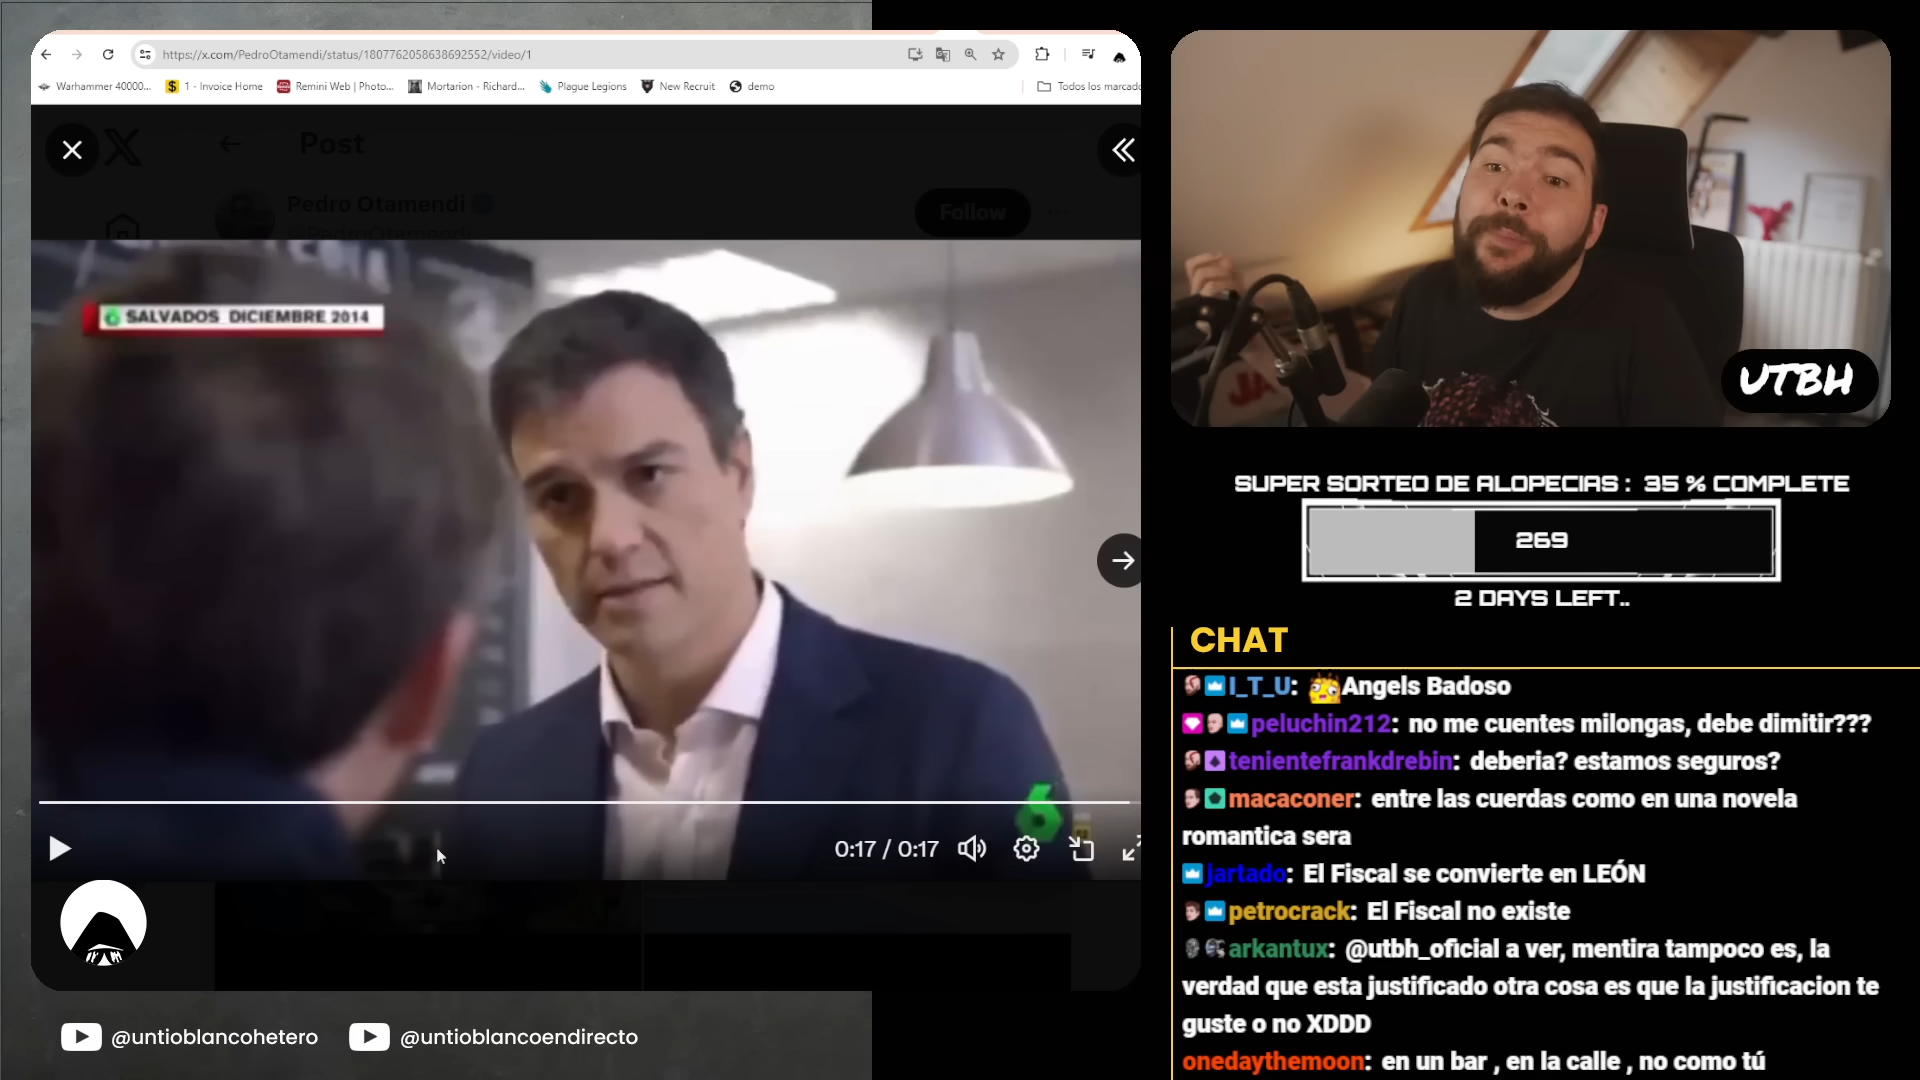 https://x.com/PedroOtamendi/status/1807762058638692552/video/1
Warhammer 40000...
1 - Invoice Home
Remini Web | Photo...
Mortarion - Richard...
Plague Legions
New Recruit
demo
Todos los marcado
Post
Pedro Otamendi
@PedroOtamendi
Follow
SALVADOS DICIEMBRE 2014
0:17 / 0:17
@untioblancohetero
@untioblancoendirecto
UTBH
SUPER SORTEO DE ALOPECIAS : 35 % COMPLETE
269
2 DAYS LEFT..
CHAT
I_T_U: Angels Badoso
peluchin212: no me cuentes milongas, debe dimitir???
tenientefrankdrebin: deberia? estamos seguros?
macaconer: entre las cuerdas como en una novela
romantica sera
jartado: El Fiscal se convierte en LEÓN
petrocrack: El Fiscal no existe
arkantux: @utbh_oficial a ver, mentira tampoco es, la
verdad que esta justificado otra cosa es que la justificacion te
guste o no XDDD
onedaythemoon: en un bar , en la calle , no como tú